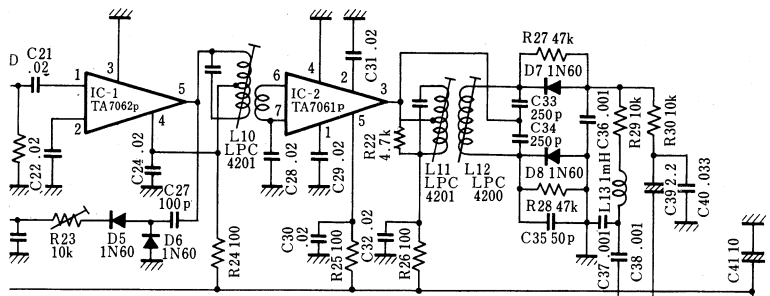 D
C21
.02
1
3
5
IC-1
TA7062p
2
4
C22 .02
C24 .02
C27
100p
R23
10k
D5
1N60
D6
1N60
R24 100
L10
LPC
4201
6
7
4
2
3
IC-2
TA7061p
1
5
C31 .02
C28 .02
C29 .02
C30
.02
R25 100
C32 .02
R26 100
R22
4.7k
L11
LPC
4201
L12
LPC
4200
R27 47k
D7 1N60
C33
250p
C34
250p
D8 1N60
R28 47k
C35 50p
C36 .001
L13 1mH
C37 .001
C38 .001
R29 10k
R30 10k
C39 2.2
C40 .033
C41 10